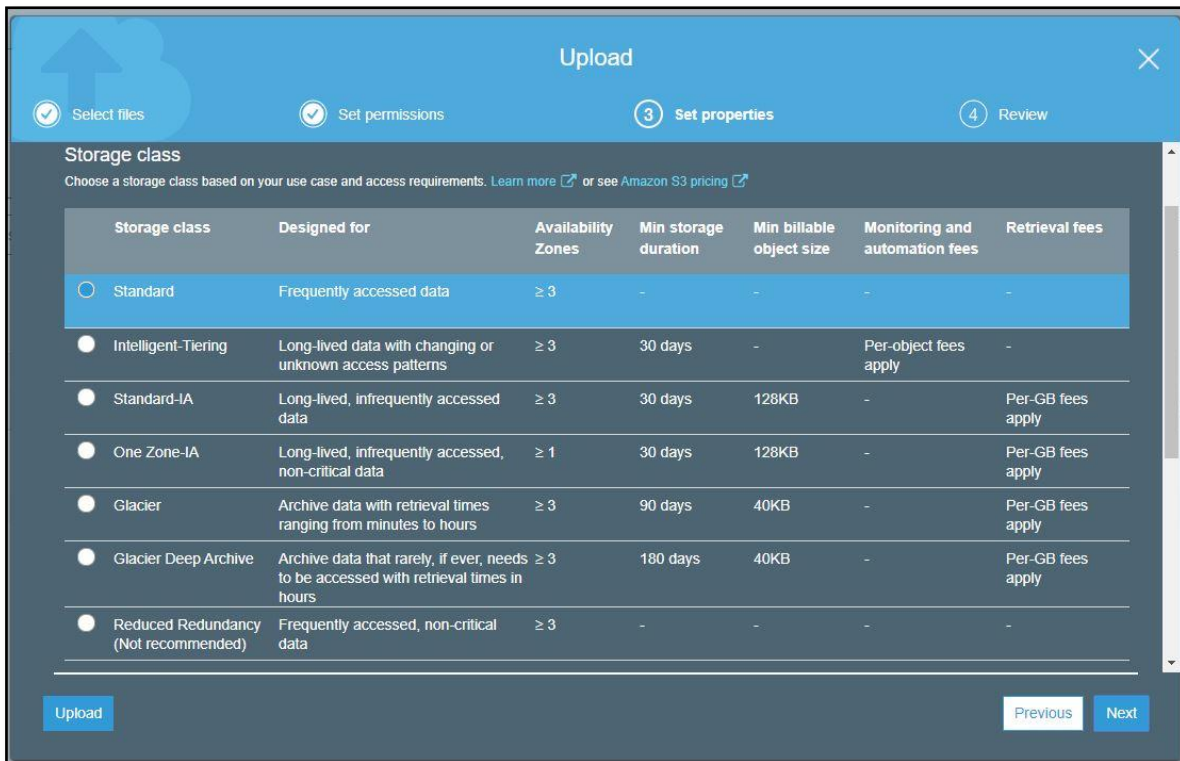 Upload
Select files
Set permissions
3 Set properties
4 Review
Storage class
Choose a storage class based on your use case and access requirements. Learn more or see Amazon S3 pricing
Storage class Designed for Availability Zones Min storage duration Min billable object size Monitoring and automation fees Retrieval fees
Standard Frequently accessed data ≥ 3 - - - -
Intelligent-Tiering Long-lived data with changing or unknown access patterns ≥ 3 30 days - Per-object fees apply -
Standard-IA Long-lived, infrequently accessed data ≥ 3 30 days 128KB - Per-GB fees apply
One Zone-IA Long-lived, infrequently accessed, non-critical data ≥ 1 30 days 128KB - Per-GB fees apply
Glacier Archive data with retrieval times ranging from minutes to hours ≥ 3 90 days 40KB - Per-GB fees apply
Glacier Deep Archive Archive data that rarely, if ever, needs to be accessed with retrieval times in hours ≥ 3 180 days 40KB - Per-GB fees apply
Reduced Redundancy (Not recommended) Frequently accessed, non-critical data ≥ 3 - - - -
Upload
Previous
Next